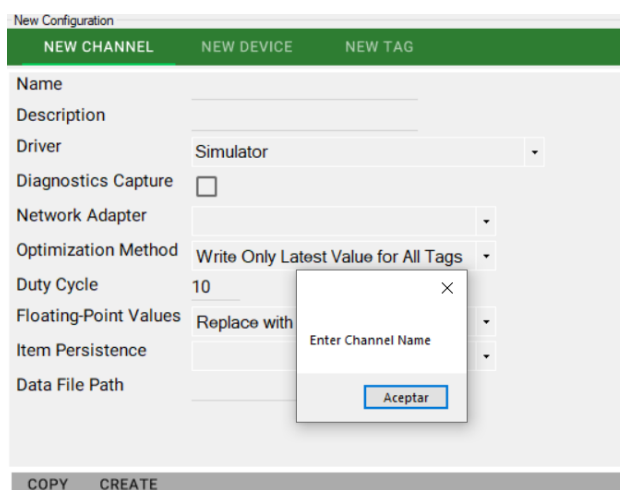 New Configuration
NEW CHANNEL NEW DEVICE NEW TAG
Name
Description
Driver Simulator
Diagnostics Capture
Network Adapter
Optimization Method Write Only Latest Value for All Tags
Duty Cycle 10
Floating-Point Values Replace with
Enter Channel Name
Item Persistence
Data File Path
Aceptar
COPY CREATE